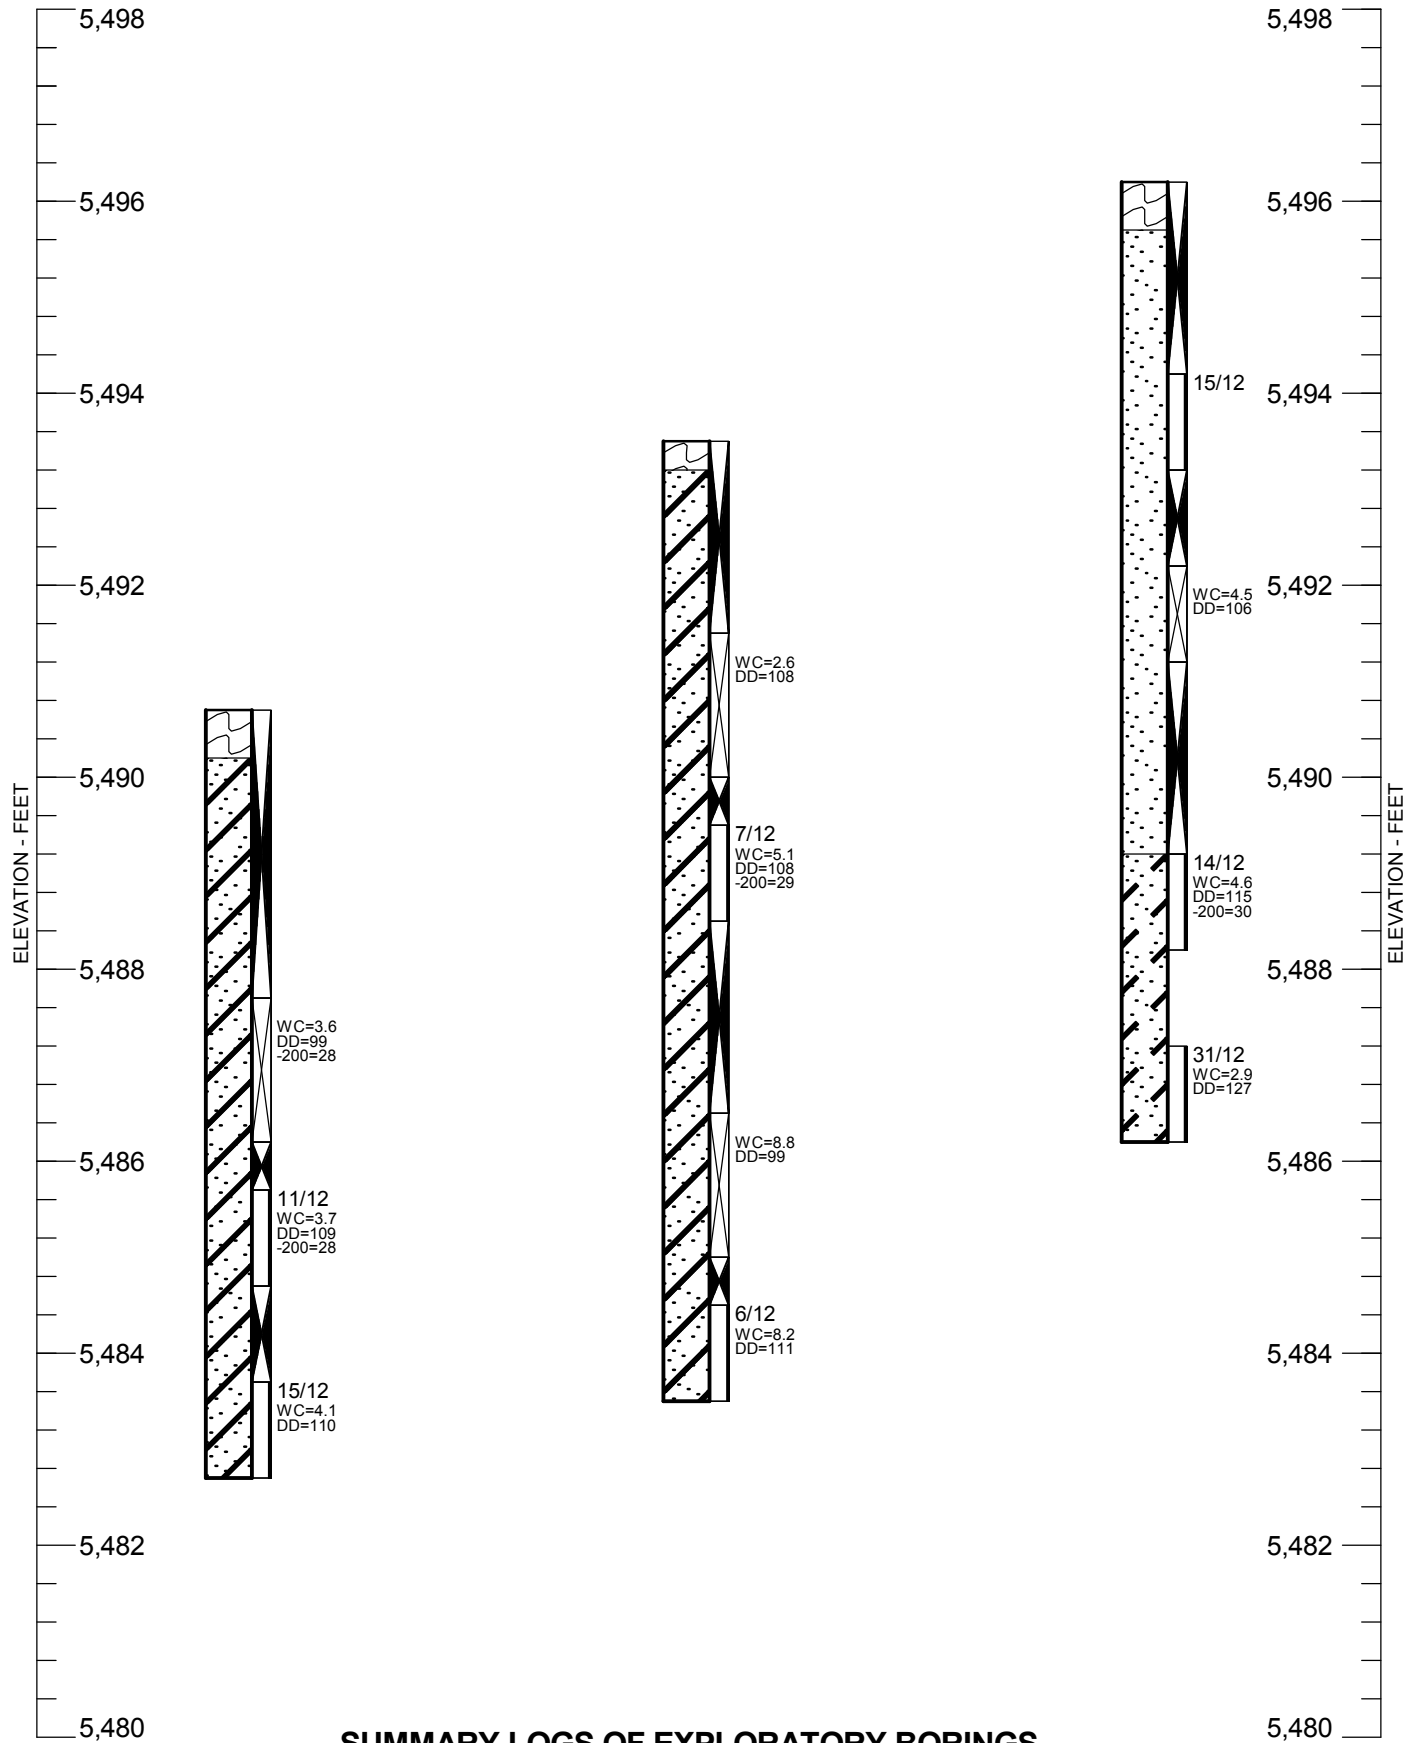 5,498
5,496
5,494
5,492
5,490
5,488
5,486
5,484
5,482
5,480
ELEVATION - FEET
WC=3.6
DD=99
-200=28
11/12
WC=3.7
DD=109
-200=28
15/12
WC=4.1
DD=110
WC=2.6
DD=108
7/12
WC=5.1
DD=108
-200=29
WC=8.8
DD=99
6/12
WC=8.2
DD=111
15/12
WC=4.5
DD=106
14/12
WC=4.6
DD=115
-200=30
31/12
WC=2.9
DD=127
5,498
5,496
5,494
5,492
5,490
5,488
5,486
5,484
5,482
5,480
ELEVATION - FEET
SUMMARY LOGS OF EXPLORATORY BORINGS